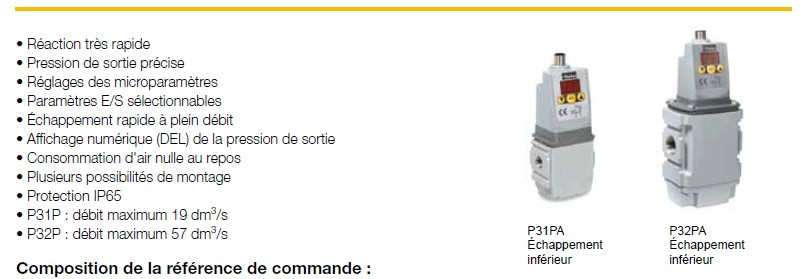 • Réaction très rapide
• Pression de sortie précise
• Réglages des microparamètres
• Paramètres E/S sélectionnables
• Échappement rapide à plein débit
• Affichage numérique (DEL) de la pression de sortie
• Consommation d'air nulle au repos
• Plusieurs possibilités de montage
• Protection IP65
• P31P : débit maximum 19 dm³/s
• P32P : débit maximum 57 dm³/s
P31PA
Échappement
inférieur
P32PA
Échappement
inférieur
Composition de la référence de commande :